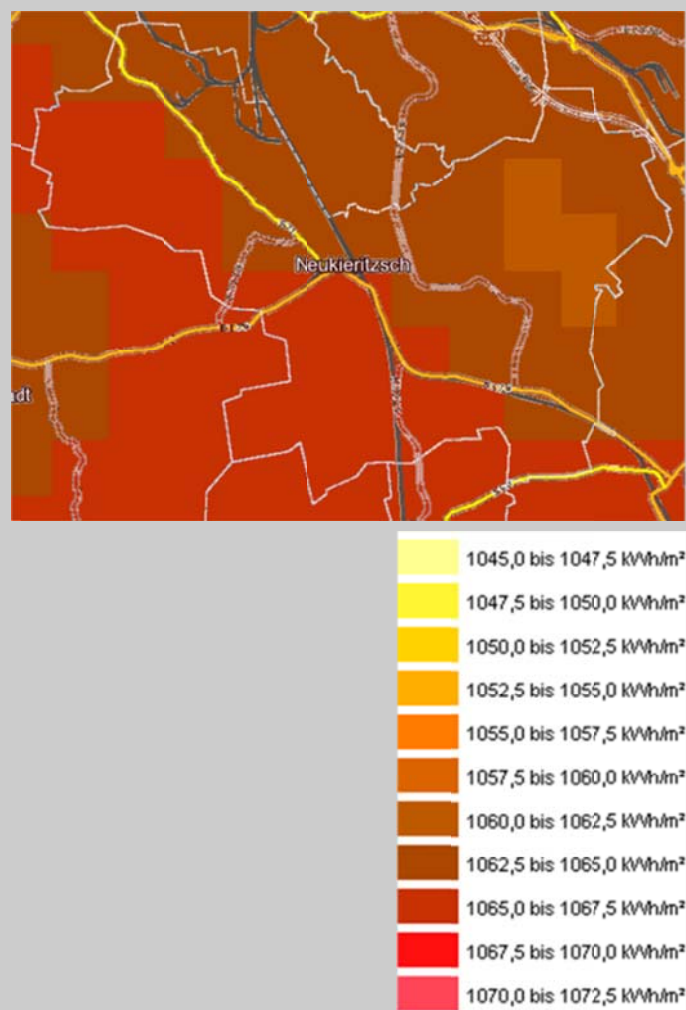 Neukieritzsch
dt
1045,0 bis 1047,5 kWh/m²
1047,5 bis 1050,0 kWh/m²
1050,0 bis 1052,5 kWh/m²
1052,5 bis 1055,0 kWh/m²
1055,0 bis 1057,5 kWh/m²
1057,5 bis 1060,0 kWh/m²
1060,0 bis 1062,5 kWh/m²
1062,5 bis 1065,0 kWh/m²
1065,0 bis 1067,5 kWh/m²
1067,5 bis 1070,0 kWh/m²
1070,0 bis 1072,5 kWh/m²